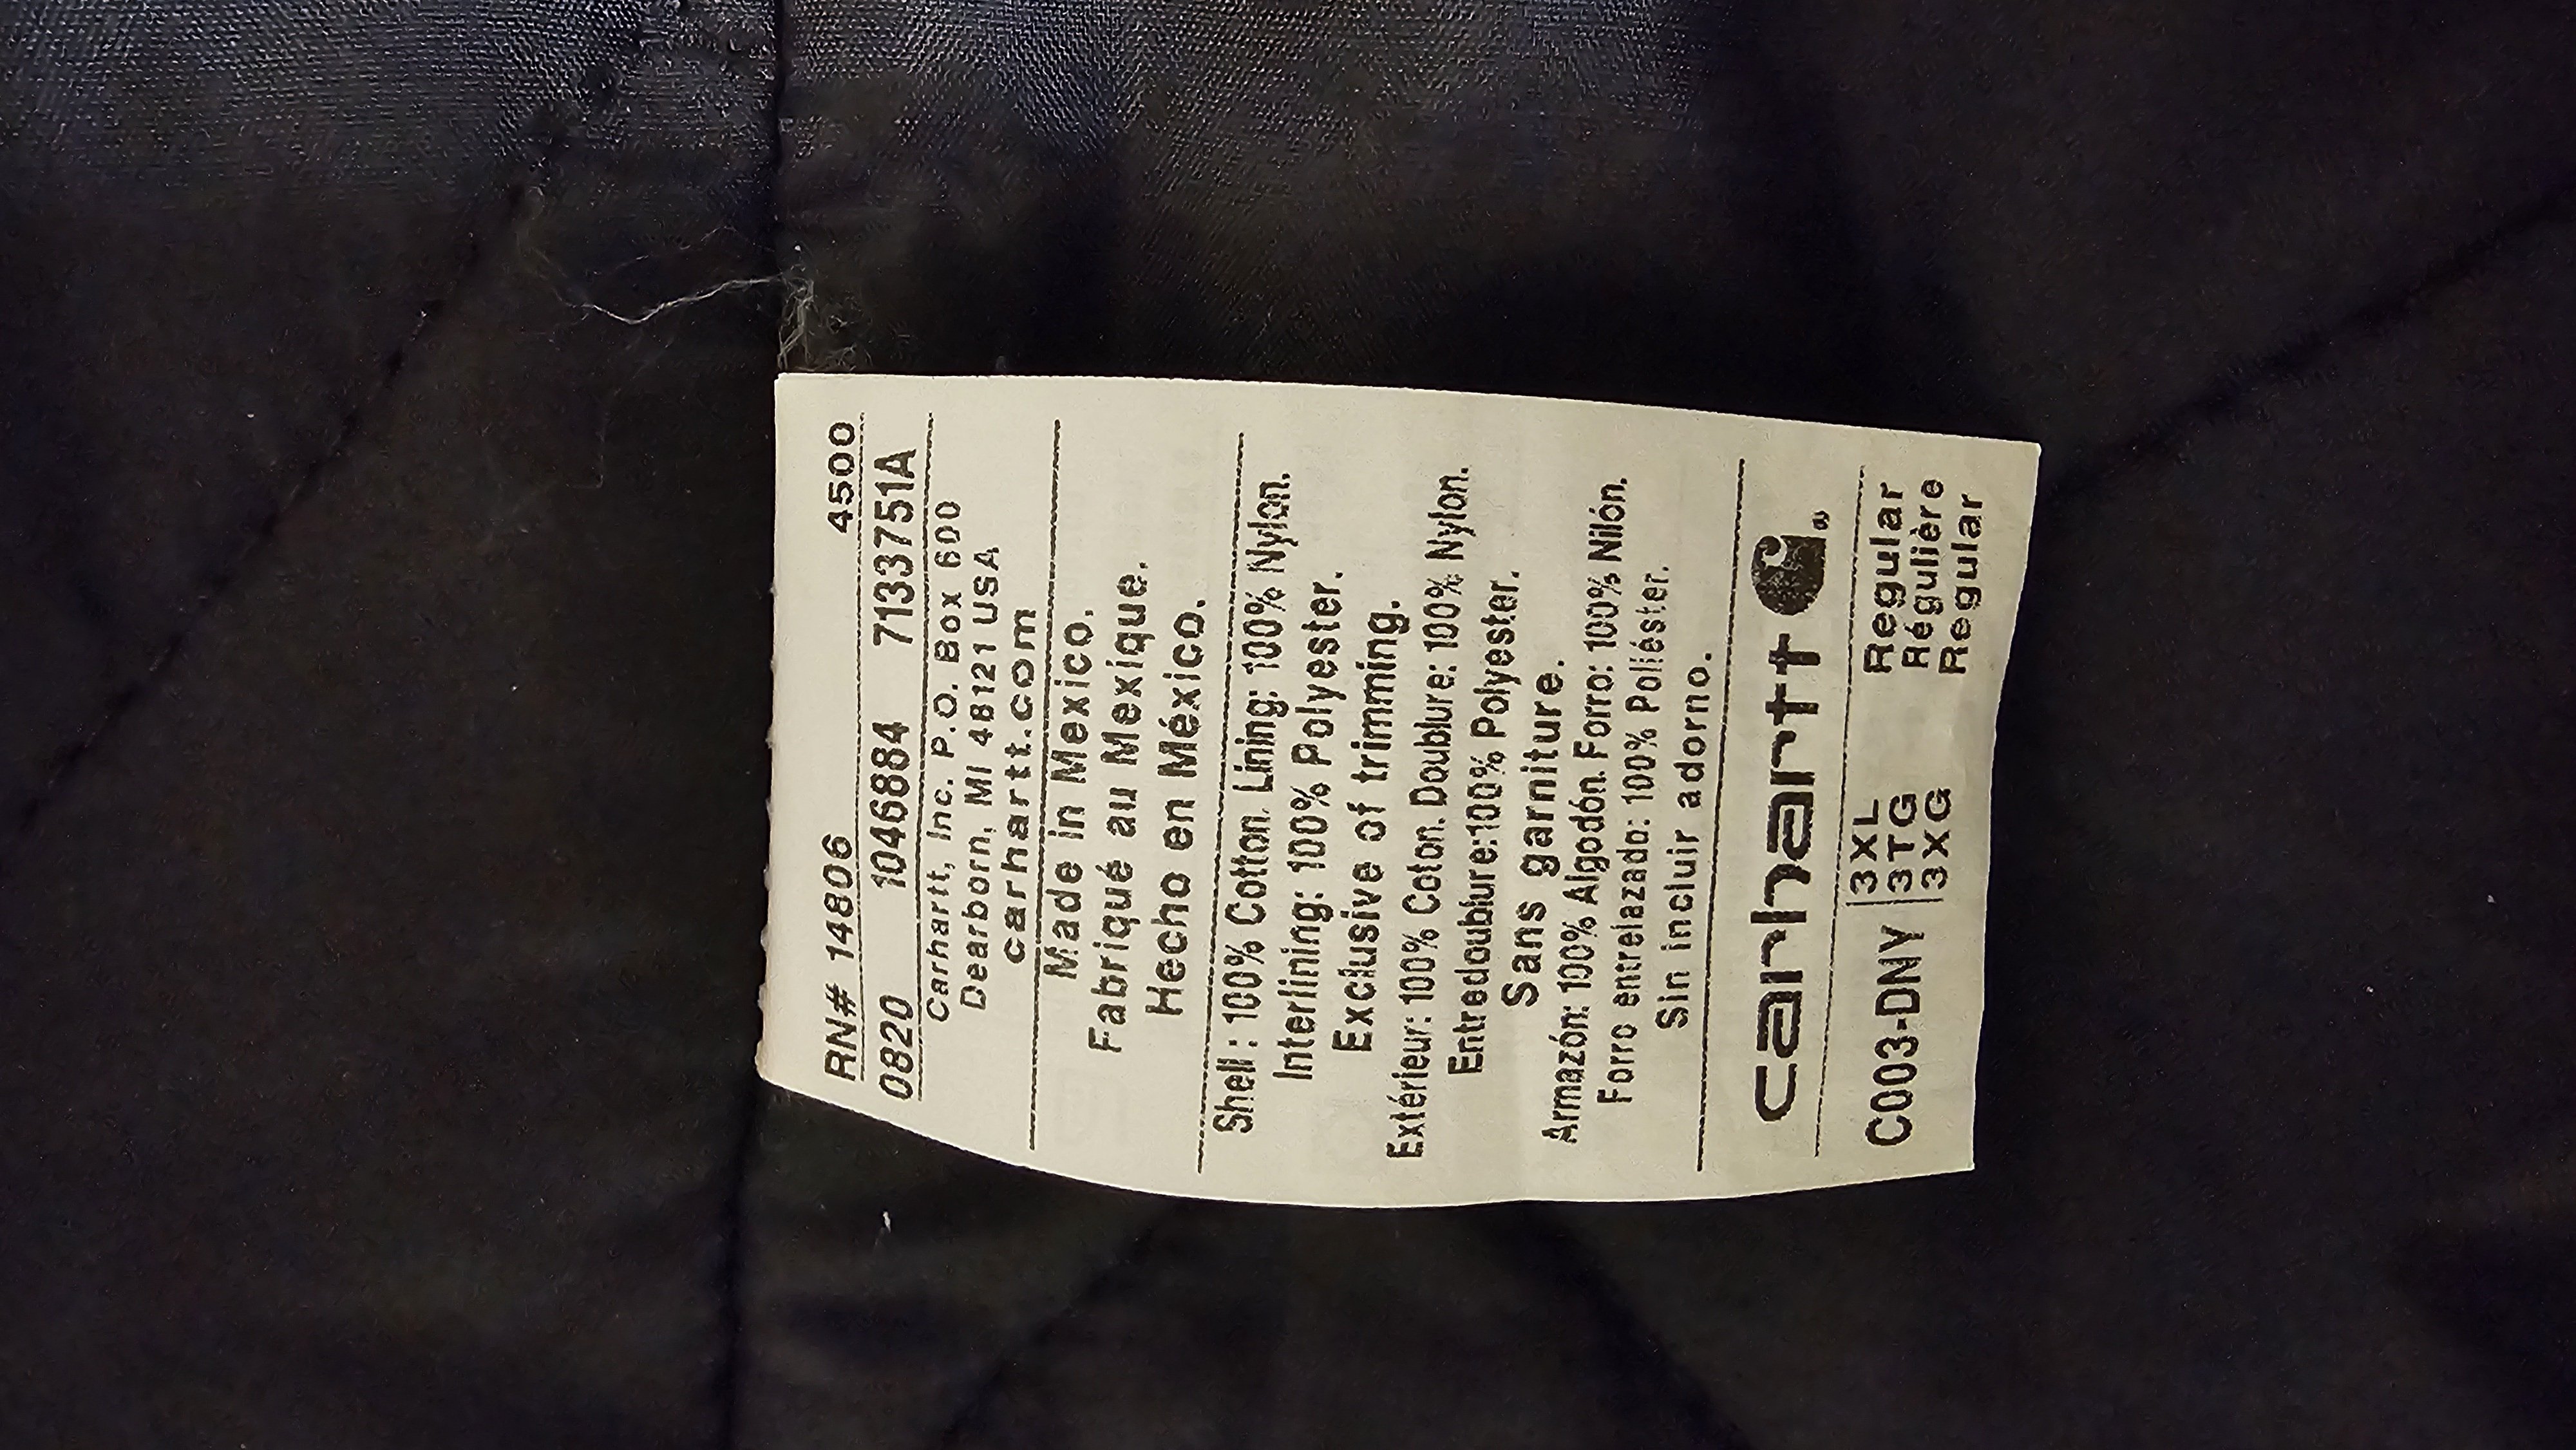 RN# 14806 4500
0820 1046884 7133751A
Carhartt, Inc. P.O. Box 600
Dearborn, MI 48121 USA
carhartt.com
Made in Mexico.
Fabriqué au Mexique.
Hecho en México.
Shell: 100% Cotton. Lining: 100% Nylon.
Interlining: 100% Polyester.
Exclusive of trimming.
Extérieur: 100% Coton. Doublure: 100% Nylon.
Entredoublure:100% Polyester.
Sans garniture.
Armazón: 100% Algodón. Forro: 100% Nilón.
Forro entrelazado: 100% Poliéster.
Sin incluir adorno.
carhartt ®
C003-DNY 3XL Regular
3TG Régulière
3XG Regular